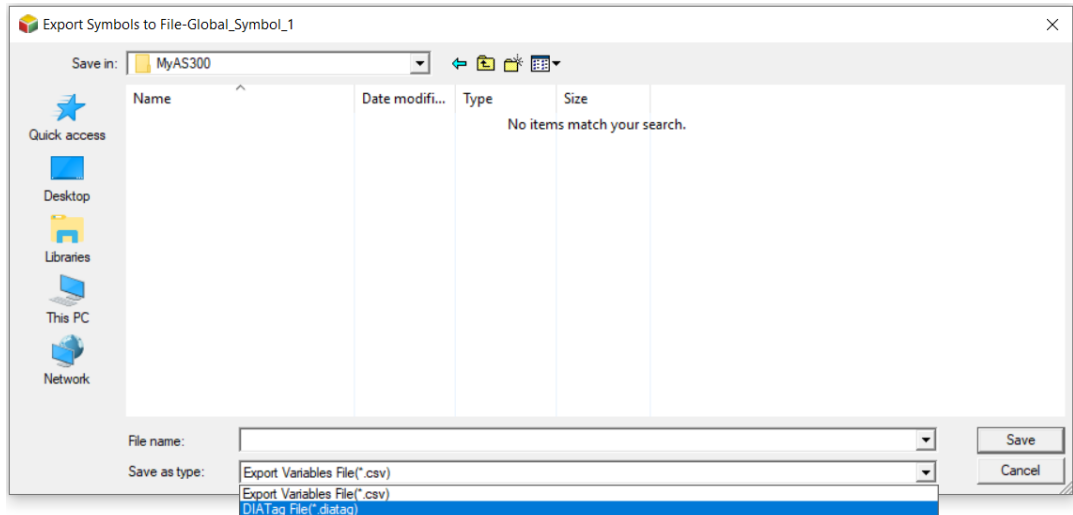 Export Symbols to File-Global_Symbol_1
Save in: MyAS300
Name Date modifi... Type Size
No items match your search.
Quick access
Desktop
Libraries
This PC
Network
File name: Save
Save as type: Export Variables File(*.csv) Cancel
Export Variables File(*.csv)
DIATag File(*.diatag)